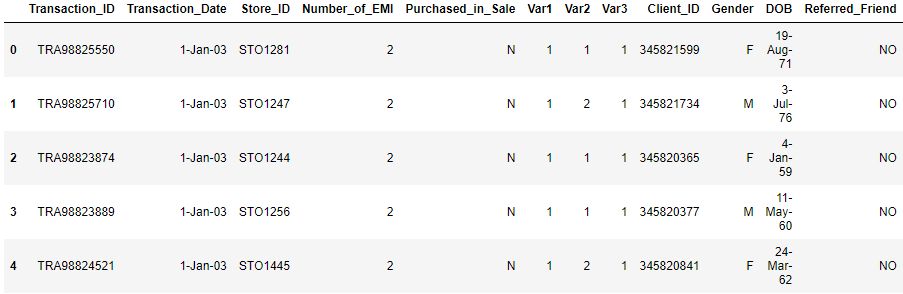 Transaction_ID Transaction_Date Store_ID Number_of_EMI Purchased_in_Sale Var1 Var2 Var3 Client_ID Gender DOB Referred_Friend
0 TRA98825550 1-Jan-03 STO1281 2 N 1 1 1 345821599 F 19-Aug-71 NO
1 TRA98825710 1-Jan-03 STO1247 2 N 1 2 1 345821734 M 3-Jul-76 NO
2 TRA98823874 1-Jan-03 STO1244 2 N 1 1 1 345820365 F 4-Jan-59 NO
3 TRA98823889 1-Jan-03 STO1256 2 N 1 1 1 345820377 M 11-May-60 NO
4 TRA98824521 1-Jan-03 STO1445 2 N 1 2 1 345820841 F 24-Mar-62 NO